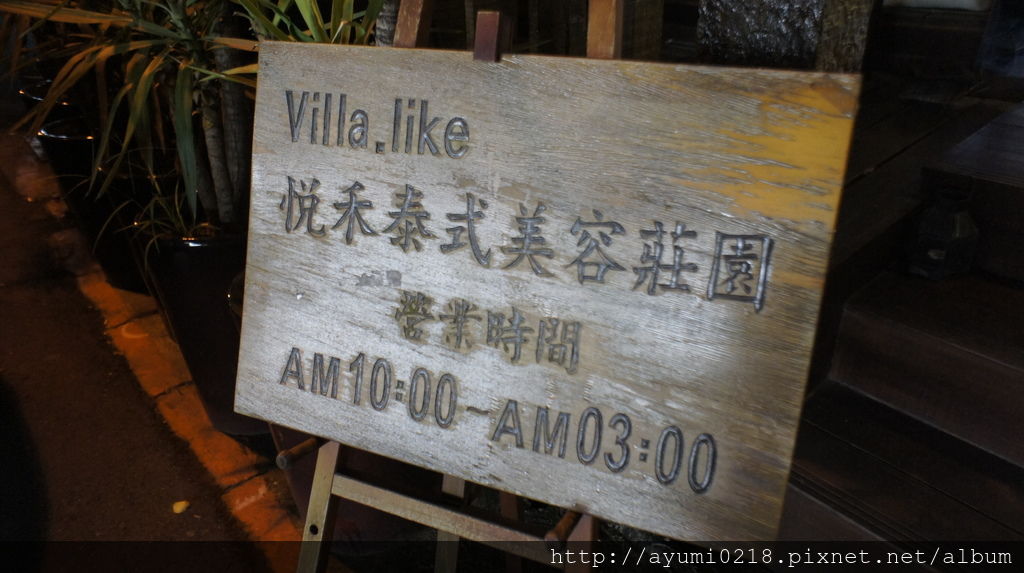 Villa.like
悦禾泰式美容莊園
營業時間
AM10:00~AM03:00
http://ayumi0218.pixnet.net/album